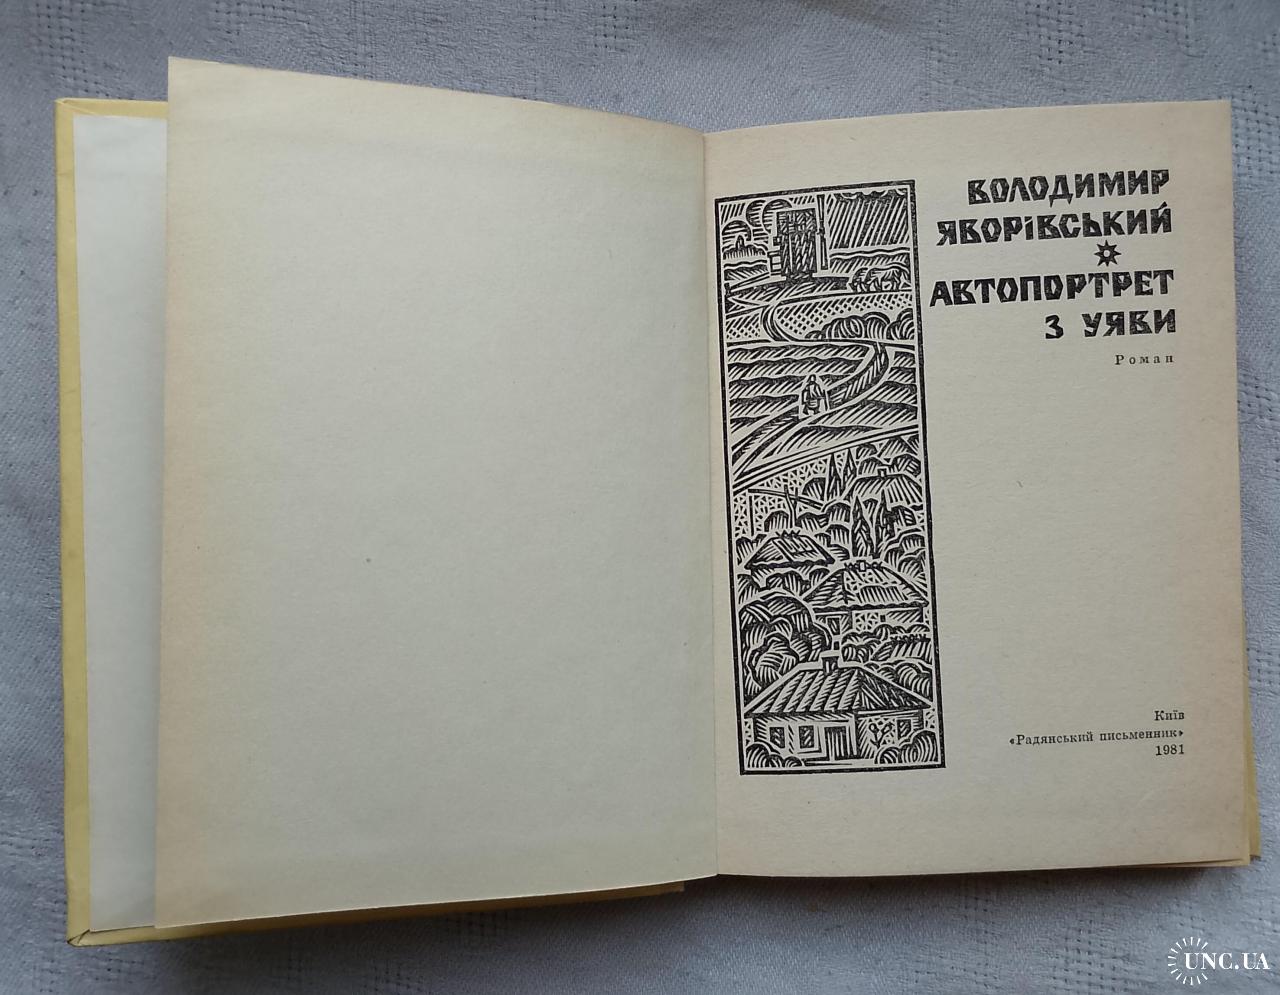 ВОЛОДИМИР
ЯВОРІВСЬКИЙ
АВТОПОРТРЕТ
З УЯВИ
Роман
Київ
«Радянський письменник»
1981
UNC.UA